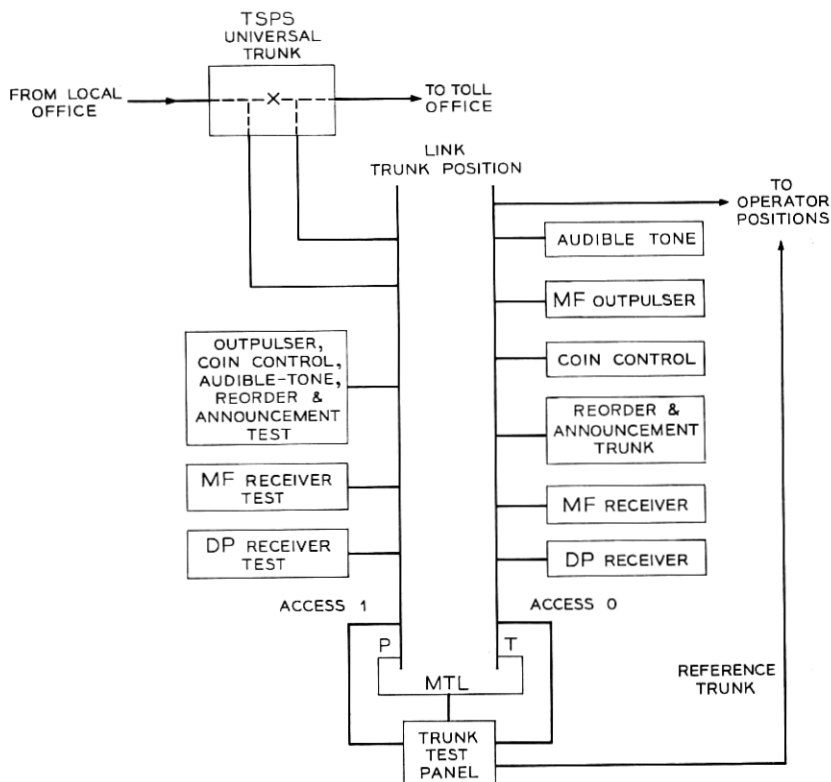 TSPS
UNIVERSAL
TRUNK
FROM LOCAL
OFFICE
TO TOLL
OFFICE
LINK
TRUNK POSITION
TO
OPERATOR
POSITIONS
AUDIBLE TONE
MF OUTPULSER
OUTPULSER,
COIN CONTROL,
AUDIBLE-TONE,
REORDER &
ANNOUNCEMENT
TEST
COIN CONTROL
REORDER &
ANNOUNCEMENT
TRUNK
MF RECEIVER
TEST
MF RECEIVER
DP RECEIVER
TEST
DP RECEIVER
ACCESS 1
ACCESS 0
P
T
MTL
REFERENCE
TRUNK
TRUNK
TEST
PANEL